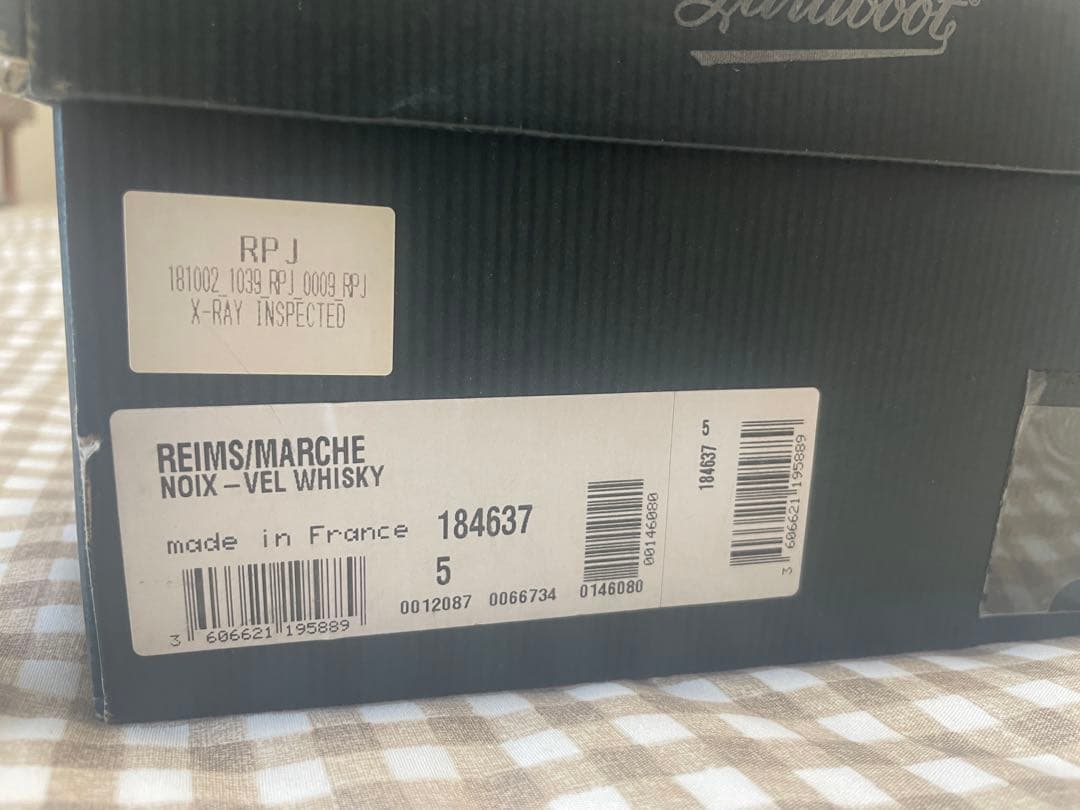 Paraboot®
RPJ
181002_1039_RPJ_0009_RPJ
X-RAY INSPECTED
REIMS/MARCHE
NOIX-VEL WHISKY
made in France 184637
5
0012087 0066734 0146080
00146080
3 606621 195889
184637 5
3 606621 195889